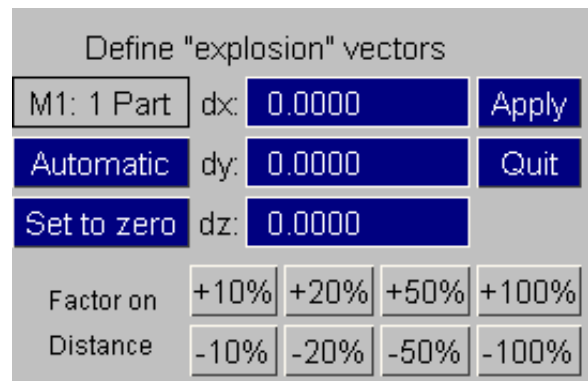 Define "explosion" vectors
M1: 1 Part dx: 0.0000 Apply
Automatic dy: 0.0000 Quit
Set to zero dz: 0.0000
Factor on +10% +20% +50% +100%
Distance -10% -20% -50% -100%